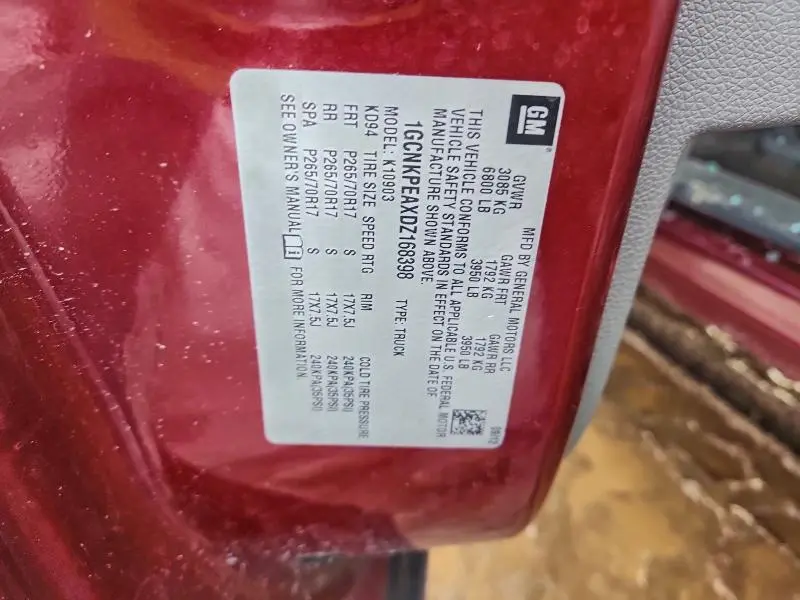 GM
MFD BY GENERAL MOTORS LLC 09/12
GVWR GAWR FRT GAWR RR
3085 KG 1792 KG 1792 KG
6800 LB 3950 LB 3950 LB
THIS VEHICLE CONFORMS TO ALL APPLICABLE U.S. FEDERAL MOTOR
VEHICLE SAFETY STANDARDS IN EFFECT ON THE DATE OF
MANUFACTURE SHOWN ABOVE.
1GCNKPEAXDZ168398 TYPE: TRUCK
MODEL: K10903
KD94 TIRE SIZE SPEED RTG RIM COLD TIRE PRESSURE
FRT P265/70R17 S 17X7.5J 240KPA(35PSI)
RR P265/70R17 S 17X7.5J 240KPA(35PSI)
SPA P265/70R17 S 17X7.5J 240KPA(35PSI)
SEE OWNER'S MANUAL i FOR MORE INFORMATION.